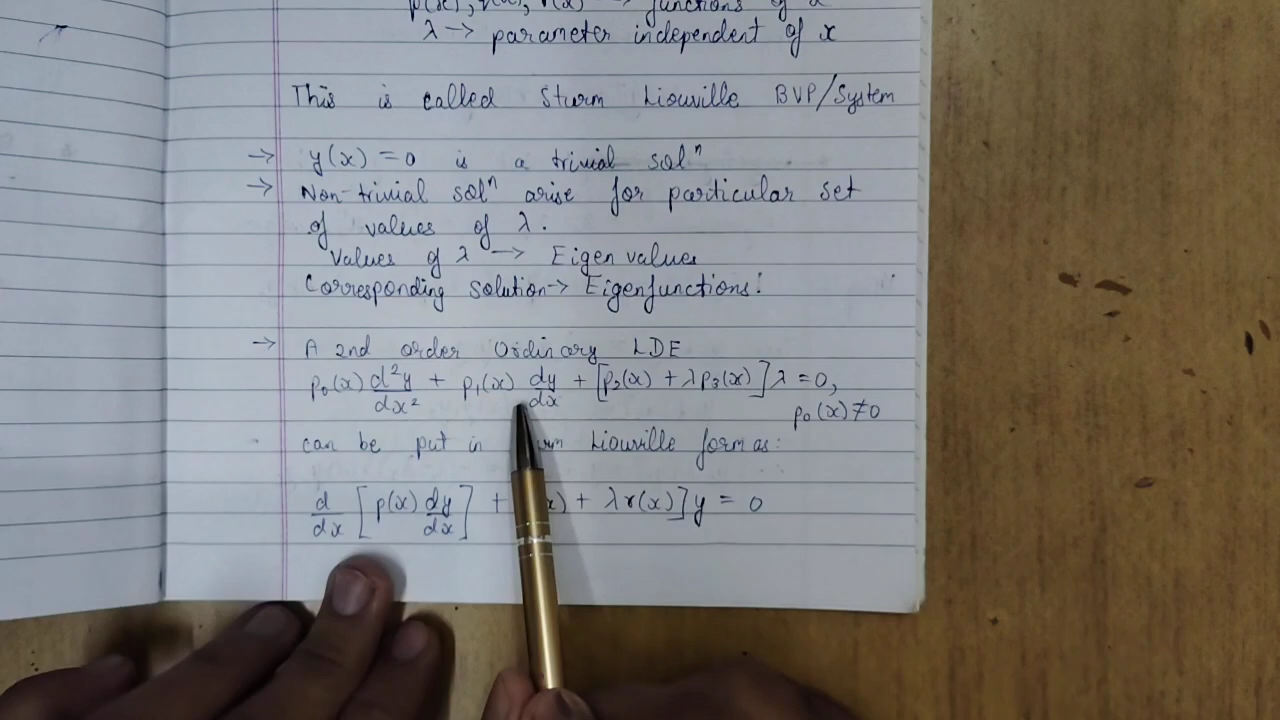 p(x), q(x), r(x) → functions of x
λ → parameter independent of x
This is called Sturm Liouville BVP/System
→ y(x) = 0 is a trivial solⁿ
→ Non-trivial solⁿ arise for particular set
of values of λ.
Values of λ → Eigen values
Corresponding solution → Eigenfunctions!
→ A 2nd order Ordinary LDE
p₀(x) d²y/dx² + p₁(x) dy/dx + [p₂(x) + λp₃(x)]λ = 0,
p₀(x) ≠ 0
can be put in Liouville form as:
d/dx [p(x) dy/dx] + x) + λr(x)]y = 0